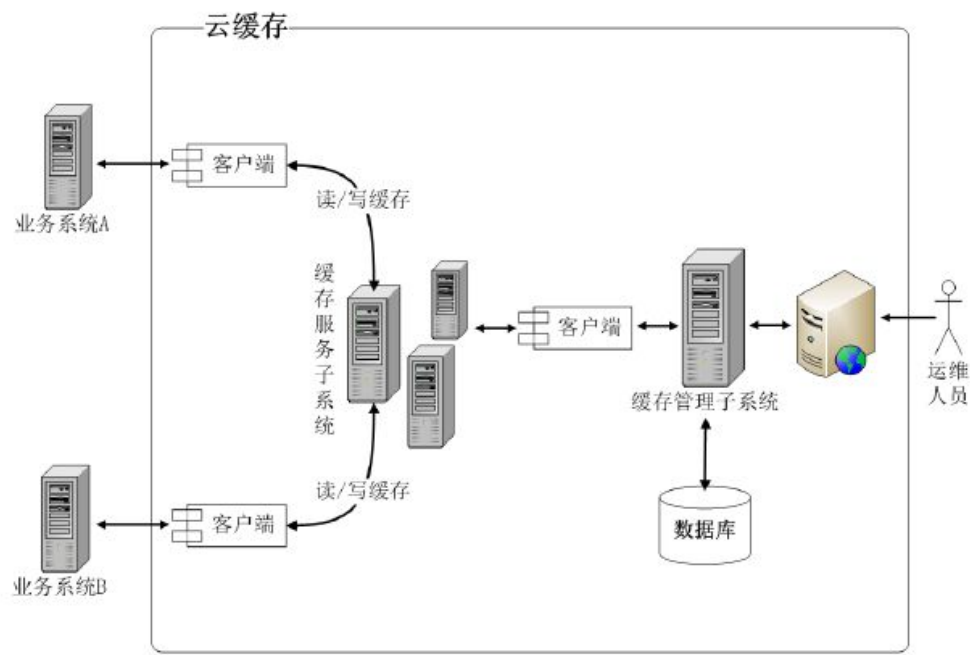 云缓存
客户端
业务系统A
读/写缓存
缓存服务子系统
客户端
缓存管理子系统
运维
人员
数据库
读/写缓存
客户端
业务系统B